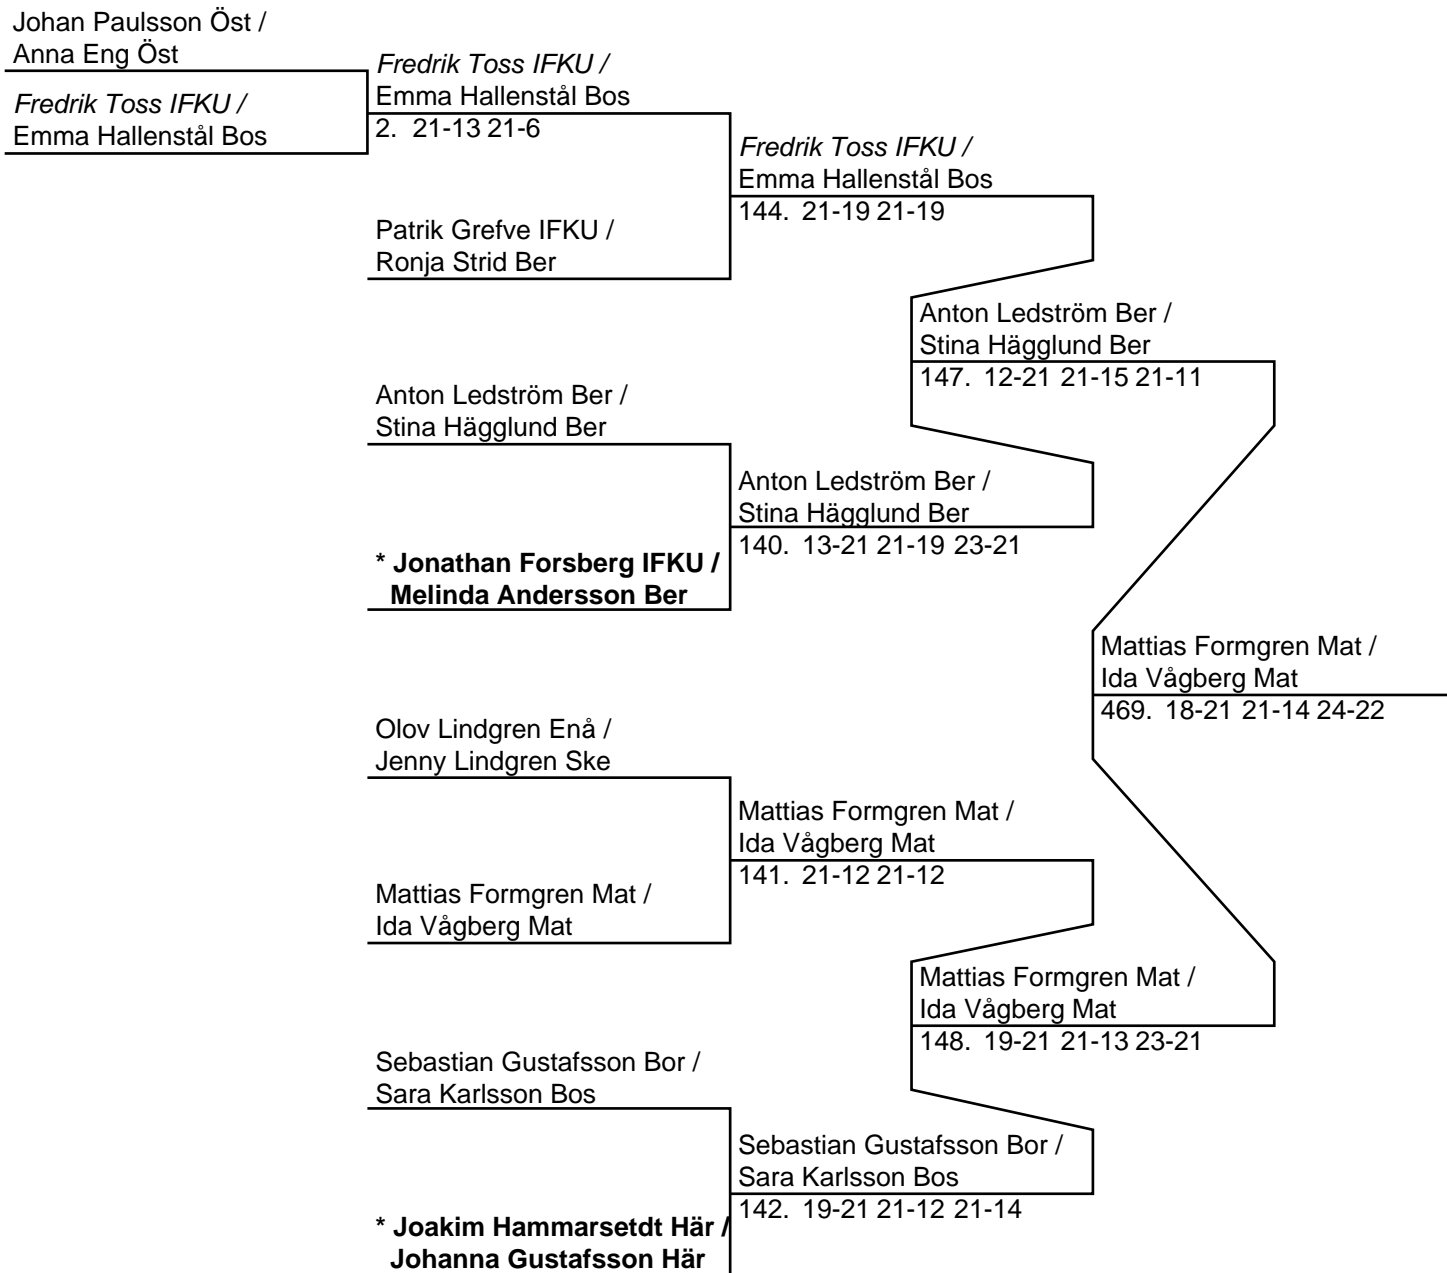 Johan Paulsson Öst /
Anna Eng Öst
Fredrik Toss IFKU /
Emma Hallenstål Bos
Fredrik Toss IFKU /
Emma Hallenstål Bos
2. 21-13 21-6
Patrik Grefve IFKU /
Ronja Strid Ber
Fredrik Toss IFKU /
Emma Hallenstål Bos
144. 21-19 21-19
Anton Ledström Ber /
Stina Hägglund Ber
* Jonathan Forsberg IFKU /
Melinda Andersson Ber
Anton Ledström Ber /
Stina Hägglund Ber
140. 13-21 21-19 23-21
Anton Ledström Ber /
Stina Hägglund Ber
147. 12-21 21-15 21-11
Olov Lindgren Enå /
Jenny Lindgren Ske
Mattias Formgren Mat /
Ida Vågberg Mat
Mattias Formgren Mat /
Ida Vågberg Mat
141. 21-12 21-12
Sebastian Gustafsson Bor /
Sara Karlsson Bos
* Joakim Hammarsetdt Här /
Johanna Gustafsson Här
Sebastian Gustafsson Bor /
Sara Karlsson Bos
142. 19-21 21-12 21-14
Mattias Formgren Mat /
Ida Vågberg Mat
148. 19-21 21-13 23-21
Mattias Formgren Mat /
Ida Vågberg Mat
469. 18-21 21-14 24-22